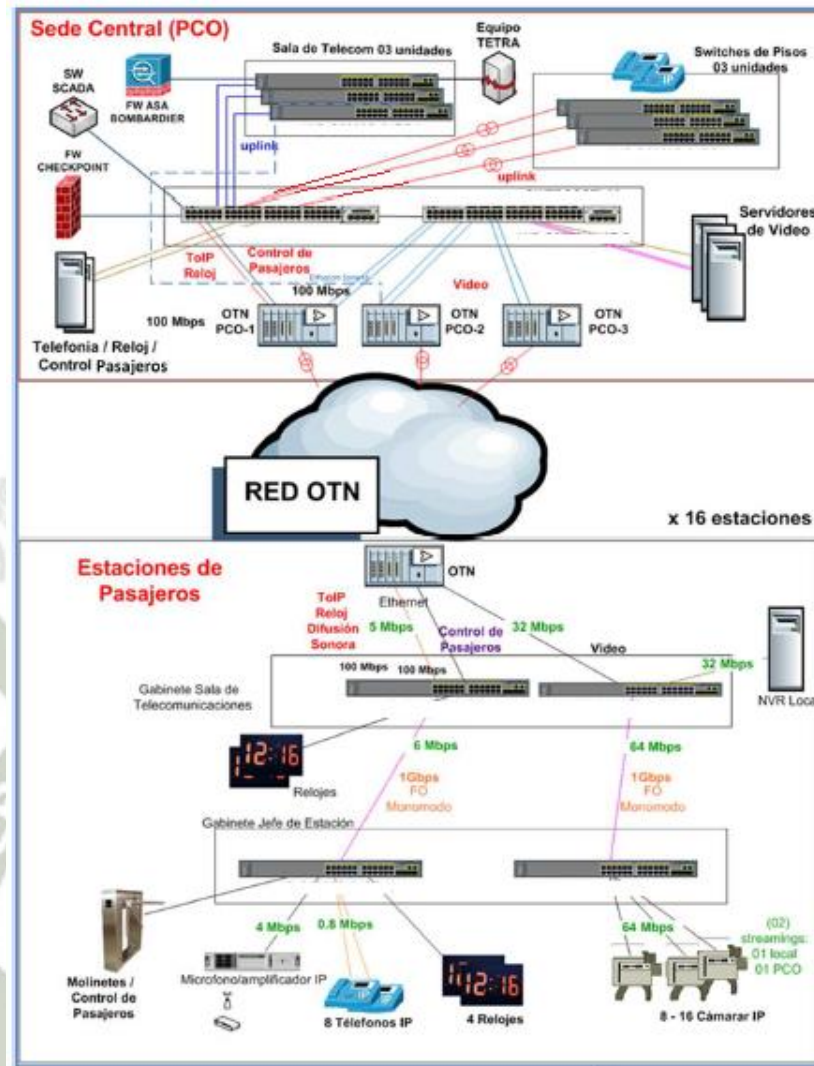 Sede Central (PCO)
Sala de Telecom 03 unidades
Equipo
TETRA
Switches de Pisos
03 unidades
SW
SCADA
FW ASA
BOMBARDIER
IP
FW
CHECKPOINT
uplink
uplink
Servidores
de Video
ToIP
Reloj
Control de
Pasajeros
100 Mbps
Video
100 Mbps
OTN
PCO-1
OTN
PCO-2
OTN
PCO-3
Telefonia / Reloj /
Control Pasajeros
RED OTN
x 16 estaciones
Estaciones de
Pasajeros
OTN
Ethernet
ToIP
Reloj
Difusión
Sonora
5 Mbps
Control de
Pasajeros
32 Mbps
Video
32 Mbps
100 Mbps
100 Mbps
Gabinete Sala de
Telecomunicaciones
NVR Local
12:16
Relojes
6 Mbps
64 Mbps
1Gbps
FO
Monomodo
1Gbps
FO
Monomodo
Gabinete Jefe de Estación
4 Mbps
0.8 Mbps
64 Mbps
(02)
streamings:
01 local
01 PCO
Molinetes /
Control de
Pasajeros
Microfono/amplificador IP
8 Télefonos IP
12:16
4 Relojes
8 - 16 Cámarar IP